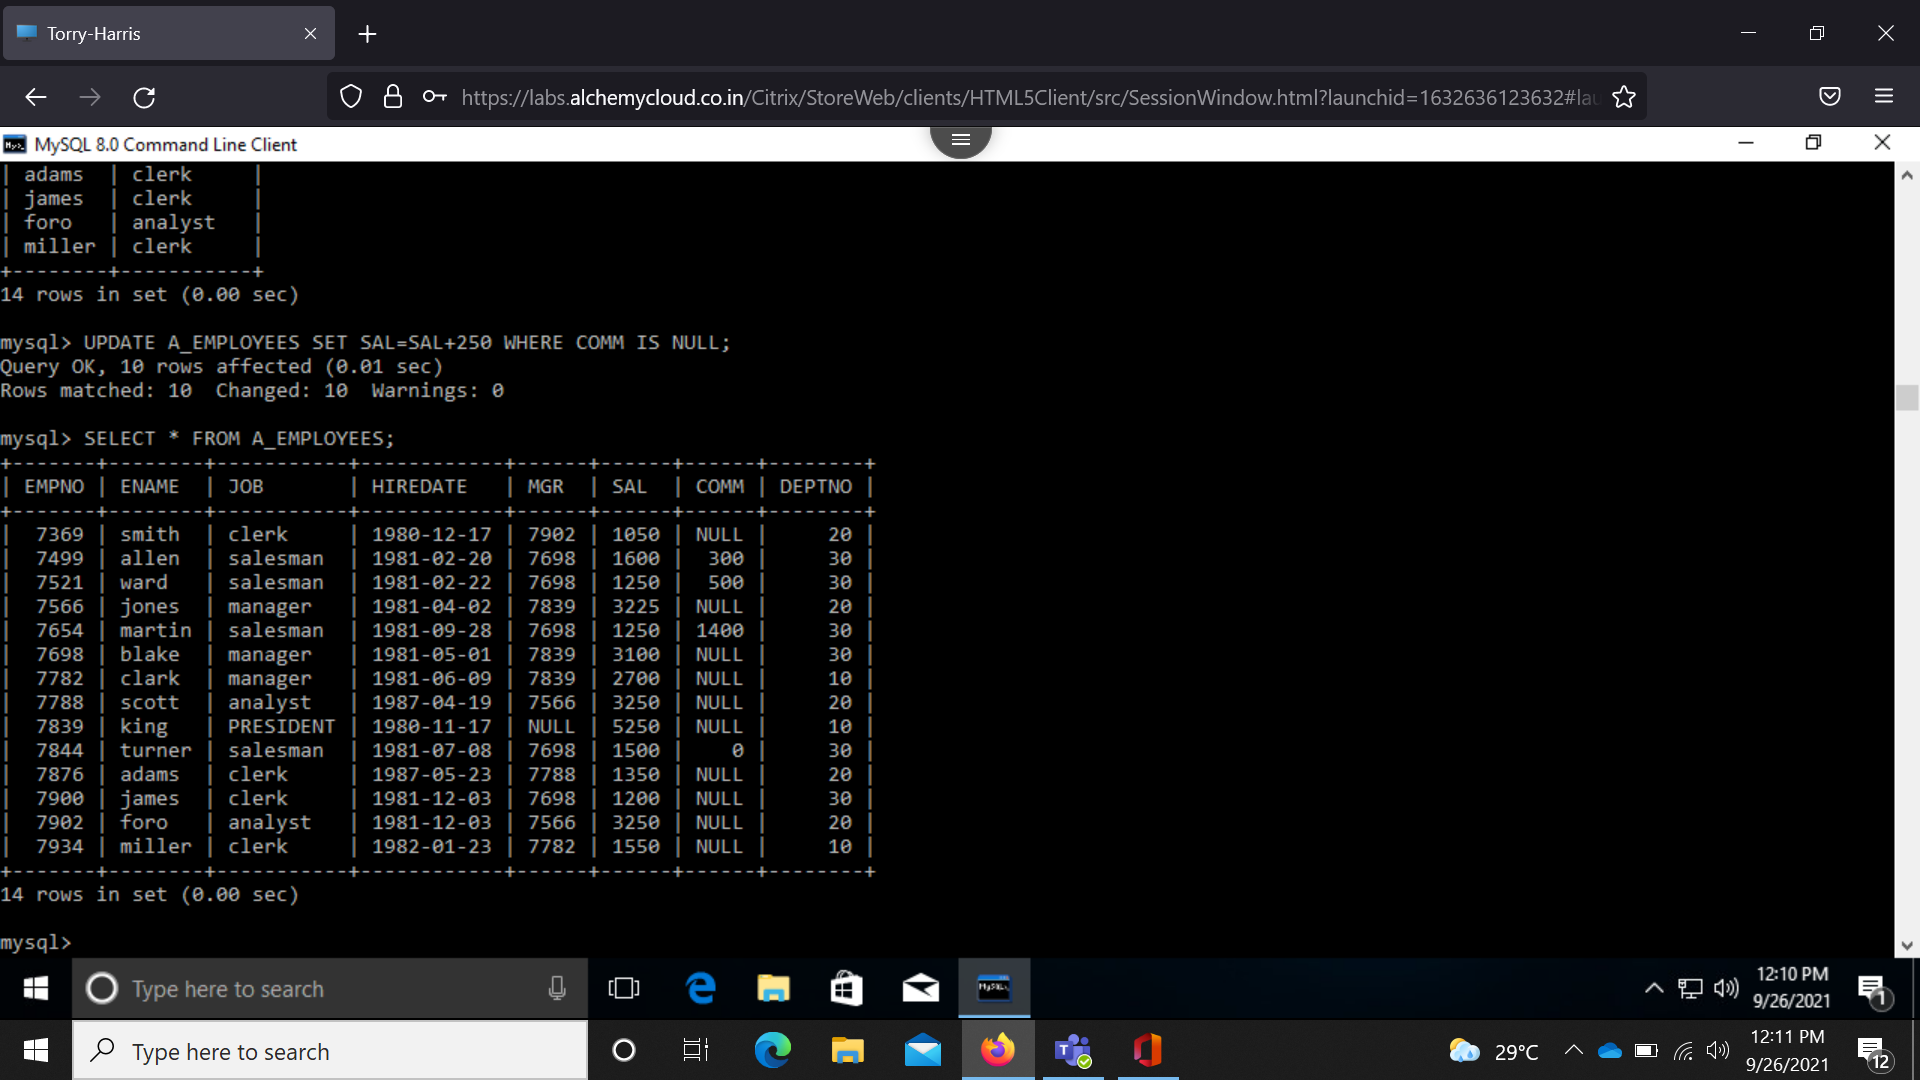 Torry-Harris
https://labs.alchemycloud.co.in/Citrix/StoreWeb/clients/HTML5Client/src/SessionWindow.html?launchid=1632636123632#lau
MySQL 8.0 Command Line Client
| adams  | clerk     |
| james  | clerk     |
| foro   | analyst   |
| miller | clerk     |
+--------+-----------+
14 rows in set (0.00 sec)
mysql> UPDATE A_EMPLOYEES SET SAL=SAL+250 WHERE COMM IS NULL;
Query OK, 10 rows affected (0.01 sec)
Rows matched: 10  Changed: 10  Warnings: 0
mysql> SELECT * FROM A_EMPLOYEES;
+-------+--------+-----------+------------+------+------+------+--------+
| EMPNO | ENAME  | JOB       | HIREDATE   | MGR  | SAL  | COMM | DEPTNO |
+-------+--------+-----------+------------+------+------+------+--------+
|  7369 | smith  | clerk     | 1980-12-17 | 7902 | 1050 | NULL |     20 |
|  7499 | allen  | salesman  | 1981-02-20 | 7698 | 1600 |  300 |     30 |
|  7521 | ward   | salesman  | 1981-02-22 | 7698 | 1250 |  500 |     30 |
|  7566 | jones  | manager   | 1981-04-02 | 7839 | 3225 | NULL |     20 |
|  7654 | martin | salesman  | 1981-09-28 | 7698 | 1250 | 1400 |     30 |
|  7698 | blake  | manager   | 1981-05-01 | 7839 | 3100 | NULL |     30 |
|  7782 | clark  | manager   | 1981-06-09 | 7839 | 2700 | NULL |     10 |
|  7788 | scott  | analyst   | 1987-04-19 | 7566 | 3250 | NULL |     20 |
|  7839 | king   | PRESIDENT | 1980-11-17 | NULL | 5250 | NULL |     10 |
|  7844 | turner | salesman  | 1981-07-08 | 7698 | 1500 |    0 |     30 |
|  7876 | adams  | clerk     | 1987-05-23 | 7788 | 1350 | NULL |     20 |
|  7900 | james  | clerk     | 1981-12-03 | 7698 | 1200 | NULL |     30 |
|  7902 | foro   | analyst   | 1981-12-03 | 7566 | 3250 | NULL |     20 |
|  7934 | miller | clerk     | 1982-01-23 | 7782 | 1550 | NULL |     10 |
+-------+--------+-----------+------------+------+------+------+--------+
14 rows in set (0.00 sec)
mysql>
Type here to search
12:10 PM
9/26/2021
1
Type here to search
29°C
12:11 PM
9/26/2021
12